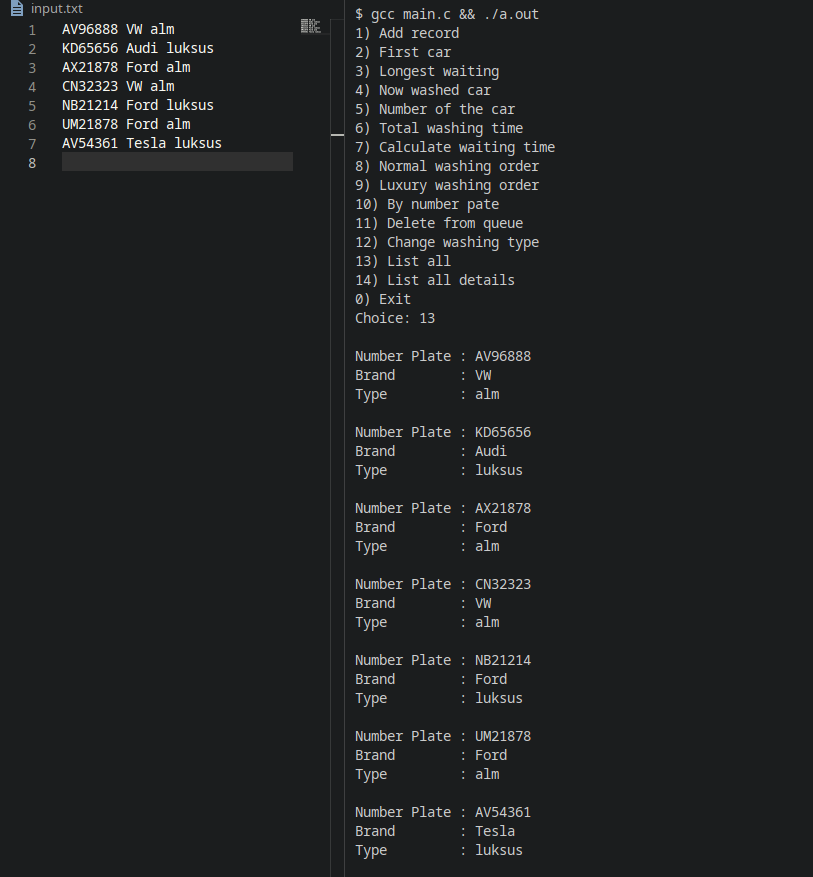 input.txt
1 AV96888 VW alm
2 KD65656 Audi luksus
3 AX21878 Ford alm
4 CN32323 VW alm
5 NB21214 Ford luksus
6 UM21878 Ford alm
7 AV54361 Tesla luksus
8
$ gcc main.c && ./a.out
1) Add record
2) First car
3) Longest waiting
4) Now washed car
5) Number of the car
6) Total washing time
7) Calculate waiting time
8) Normal washing order
9) Luxury washing order
10) By number pate
11) Delete from queue
12) Change washing type
13) List all
14) List all details
0) Exit
Choice: 13
Number Plate : AV96888
Brand : VW
Type : alm
Number Plate : KD65656
Brand : Audi
Type : luksus
Number Plate : AX21878
Brand : Ford
Type : alm
Number Plate : CN32323
Brand : VW
Type : alm
Number Plate : NB21214
Brand : Ford
Type : luksus
Number Plate : UM21878
Brand : Ford
Type : alm
Number Plate : AV54361
Brand : Tesla
Type : luksus